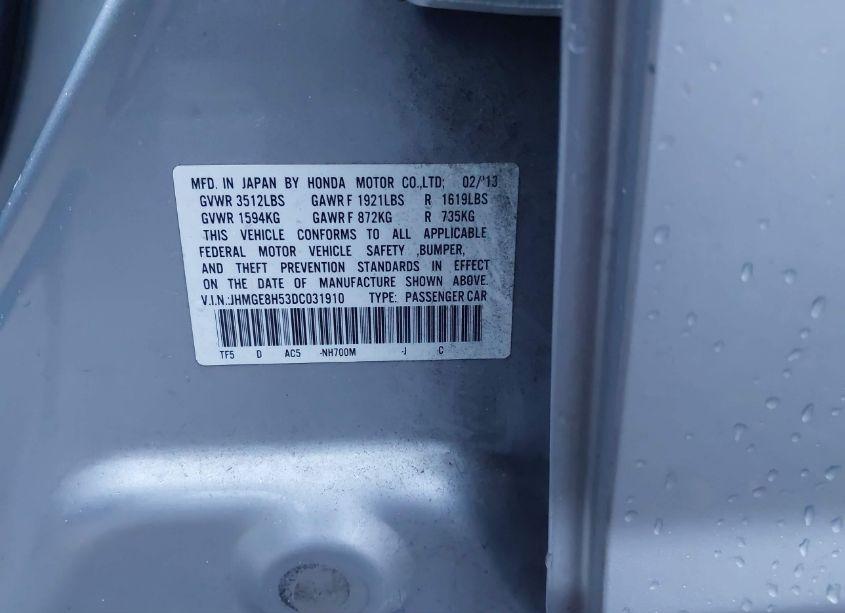 MFD. IN JAPAN BY HONDA MOTOR CO.,LTD; 02/'13
GVWR 3512LBS GAWR F 1921LBS R 1619LBS
GVWR 1594KG GAWR F 872KG R 735KG
THIS VEHICLE CONFORMS TO ALL APPLICABLE
FEDERAL MOTOR VEHICLE SAFETY ,BUMPER,
AND THEFT PREVENTION STANDARDS IN EFFECT
ON THE DATE OF MANUFACTURE SHOWN ABOVE.
V.I.N.:JHMGE8H53DC031910 TYPE: PASSENGER CAR
TF5 D AC5 -NH700M -J C